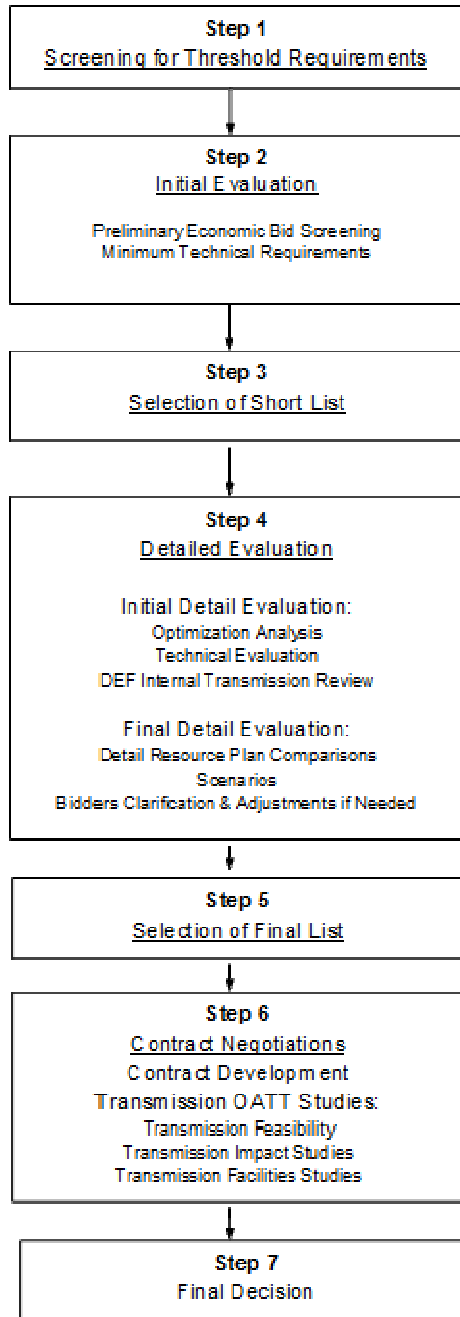 Step 1
Screening for Threshold Requirements
Step 2
Initial Evaluation
Preliminary Economic Bid Screening
Minimum Technical Requirements
Step 3
Selection of Short List
Step 4
Detailed Evaluation
Initial Detail Evaluation:
Optimization Analysis
Technical Evaluation
DEF Internal Transmission Review
Final Detail Evaluation:
Detail Resource Plan Comparisons
Scenarios
Bidders Clarification & Adjustments if Needed
Step 5
Selection of Final List
Step 6
Contract Negotiations
Contract Development
Transmission OATT Studies:
Transmission Feasibility
Transmission Impact Studies
Transmission Facilities Studies
Step 7
Final Decision